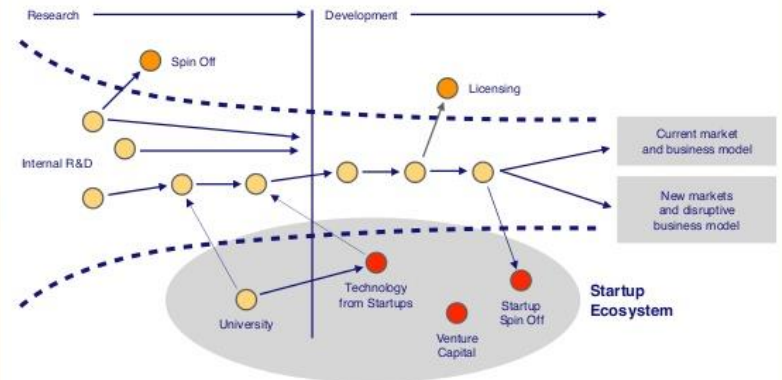 Research
Development
Spin Off
Licensing
Current market
and business model
Internal R&D
New markets
and disruptive
business model
Technology
from Startups
Startup
Spin Off
Startup
Ecosystem
University
Venture
Capital